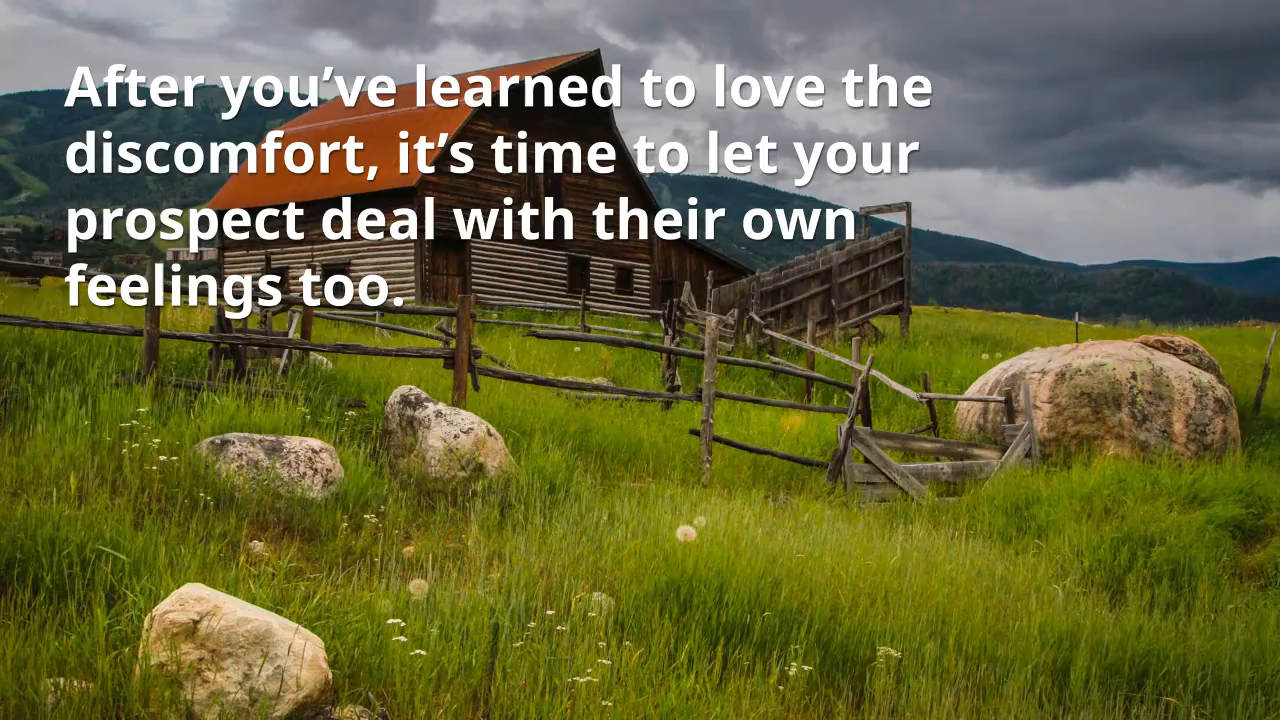 After you’ve learned to love the
discomfort, it’s time to let your
prospect deal with their own
feelings too.